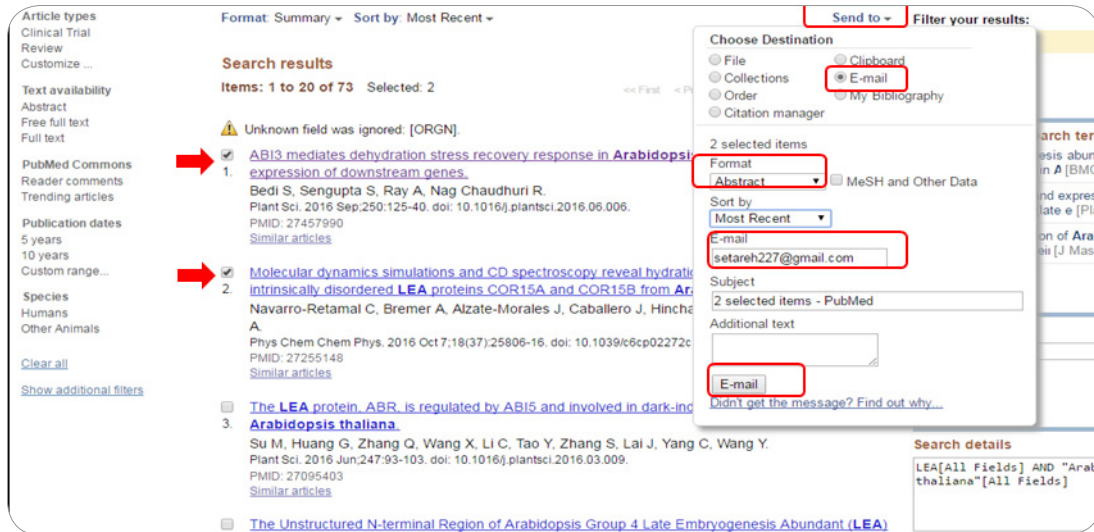 Article types
Clinical Trial
Review
Customize ...
Text availability
Abstract
Free full text
Full text
PubMed Commons
Reader comments
Trending articles
Publication dates
5 years
10 years
Custom range...
Species
Humans
Other Animals
Clear all
Show additional filters
Format: Summary Sort by: Most Recent
Send to
Search results
Items: 1 to 20 of 73 Selected: 2
<< First
Unknown field was ignored: [ORGN].
ABI3 mediates dehydration stress recovery response in
1. expression of downstream genes.
Bedi S, Sengupta S, Ray A, Nag Chaudhuri R.
Plant Sci. 2016 Sep;250:125-40. doi: 10.1016/j.plantsci.2016.06.006.
PMID: 27457990
Similar articles
Molecular dynamics simulations and CD spectroscopy reveal
2. intrinsically disordered LEA proteins COR15A and COR15B from
Navarro-Retamal C, Bremer A, Alzate-Morales J, Caballero J,
A.
Phys Chem Chem Phys. 2016 Oct 7;18(37):25806-16. doi: 10.1039/c6cp02272c
PMID: 27255148
Similar articles
The LEA protein, ABR, is regulated by ABI5 and involved in
3. Arabidopsis thaliana.
Su M, Huang G, Zhang Q, Wang X, Li C, Tao Y, Zhang S, Lai J, Yang C, Wang Y.
Plant Sci. 2016 Jun;247:93-103. doi: 10.1016/j.plantsci.2016.03.009.
PMID: 27095403
Similar articles
The Unstructured N-terminal Region of Arabidopsis Group 4 Late Embryogenesis Abundant (LEA)
Choose Destination
File Clipboard
Collections E-mail
Order My Bibliography
Citation manager
2 selected items
Format
Abstract MeSH and Other Data
Sort by
Most Recent
E-mail
setareh227@gmail.com
Subject
2 selected items - PubMed
Additional text
E-mail
Didn't get the message? Find out why...
Filter your results:
Search details
LEA[All Fields] AND
thaliana"[All Fields]